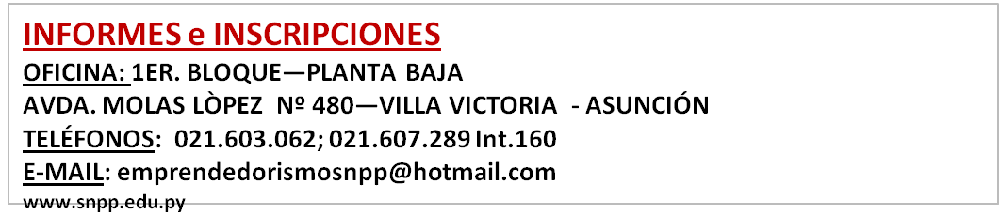 INFORMES e INSCRIPCIONES
OFICINA: 1ER. BLOQUE—PLANTA BAJA
AVDA. MOLAS LÒPEZ Nº 480—VILLA VICTORIA - ASUNCIÓN
TELÉFONOS: 021.603.062; 021.607.289 Int.160
E-MAIL: emprendedorismosnpp@hotmail.com
www.snpp.edu.py